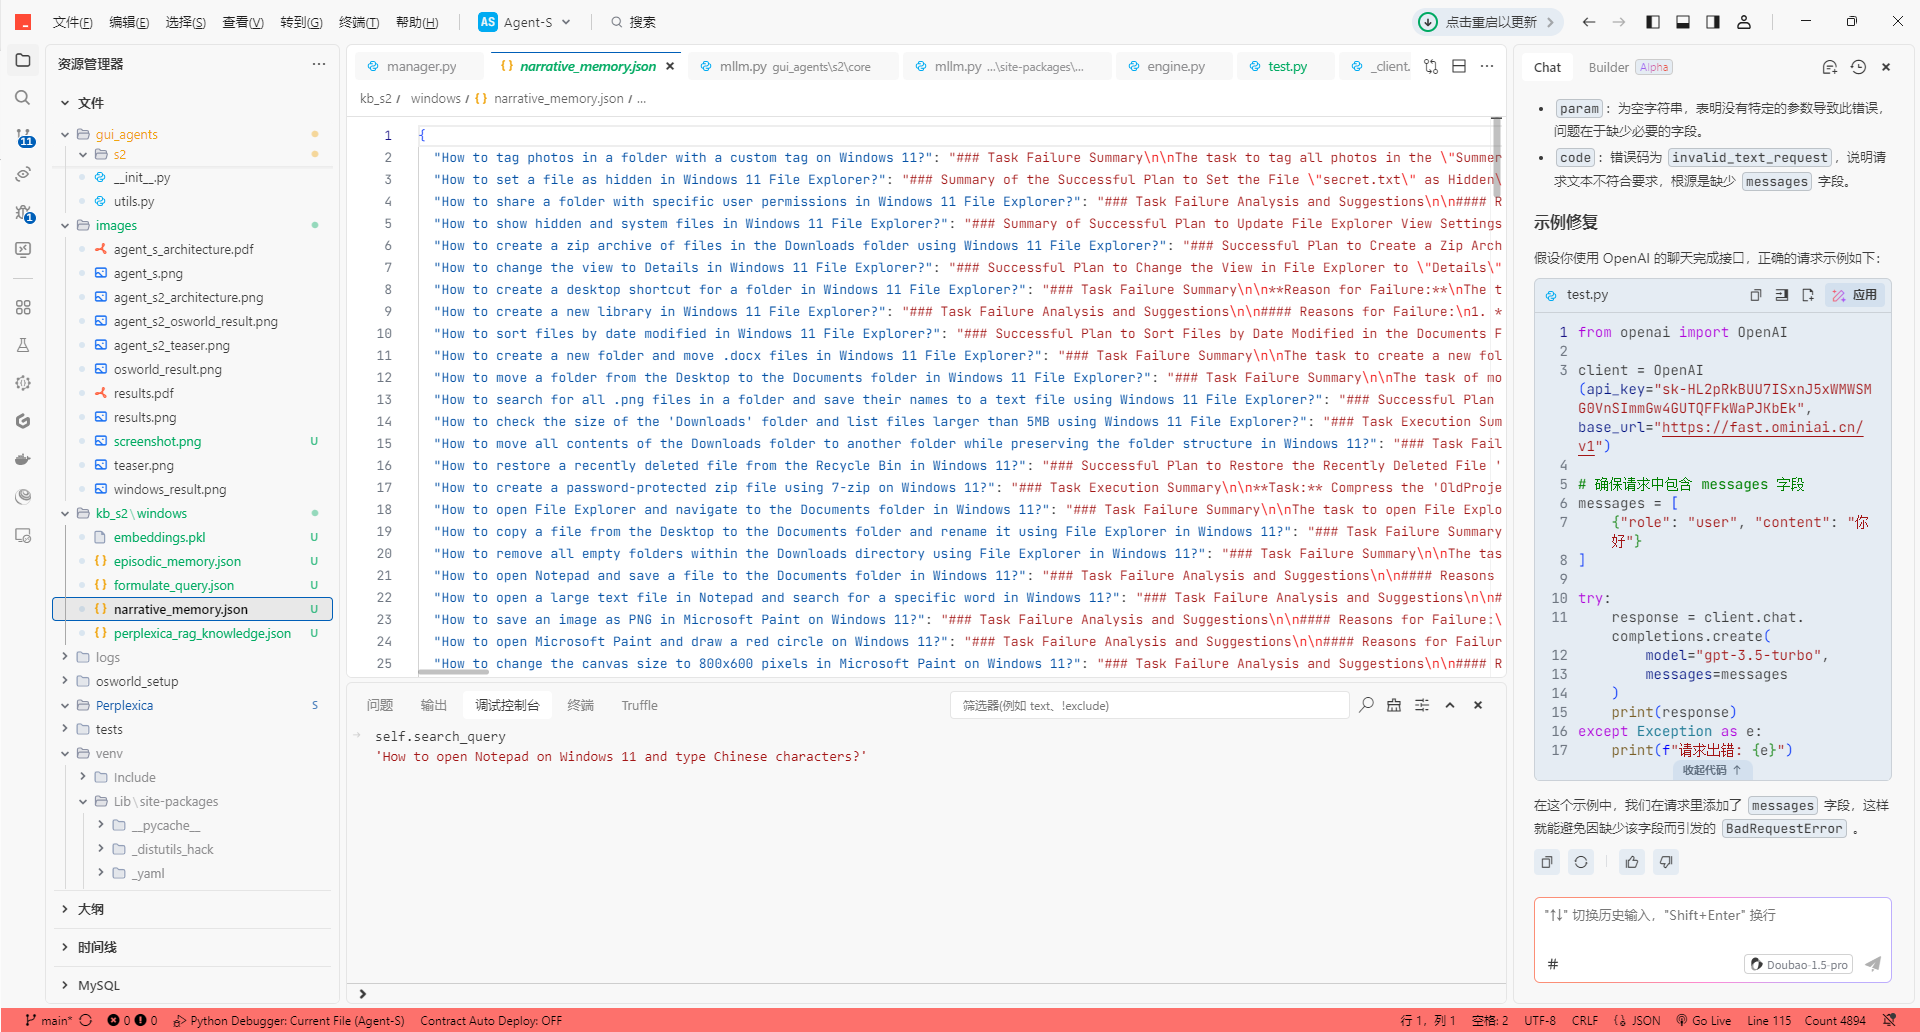 文件(F) 编辑(E) 选择(S) 查看(V) 转到(G) 终端(T) 帮助(H) AS Agent-S 搜索 点击重启以更新
资源管理器 ···
文件
gui_agents
s2
__init__.py
utils.py
images
agent_s_architecture.pdf
agent_s.png
agent_s2_architecture.png
agent_s2_osworld_result.png
agent_s2_teaser.png
osworld_result.png
results.pdf
results.png
screenshot.png U
teaser.png
windows_result.png
kb_s2\windows
embeddings.pkl U
episodic_memory.json U
formulate_query.json U
narrative_memory.json U
perplexica_rag_knowledge.json U
logs
osworld_setup
Perplexica S
tests
venv
Include
Lib\site-packages
__pycache__
_distutils_hack
_yaml
大纲
时间线
MySQL
11
1
manager.py narrative_memory.json mllm.py gui_agents\s2\core mllm.py ...\site-packages\... engine.py test.py _client.
kb_s2 / windows / {} narrative_memory.json / ...
1 {
2 "How to tag photos in a folder with a custom tag on Windows 11?": "### Task Failure Summary\n\nThe task to tag all photos in the \"Summer
3 "How to set a file as hidden in Windows 11 File Explorer?": "### Summary of the Successful Plan to Set the File \"secret.txt\" as Hidden\
4 "How to share a folder with specific user permissions in Windows 11 File Explorer?": "### Task Failure Analysis and Suggestions\n\n#### R
5 "How to show hidden and system files in Windows 11 File Explorer?": "### Summary of Successful Plan to Update File Explorer View Settings
6 "How to create a zip archive of files in the Downloads folder using Windows 11 File Explorer?": "### Successful Plan to Create a Zip Arch
7 "How to change the view to Details in Windows 11 File Explorer?": "### Successful Plan to Change the View in File Explorer to \"Details\"
8 "How to create a desktop shortcut for a folder in Windows 11 File Explorer?": "### Task Failure Summary\n\n**Reason for Failure:**\nThe t
9 "How to create a new library in Windows 11 File Explorer?": "### Task Failure Analysis and Suggestions\n\n#### Reasons for Failure:\n1. *
10 "How to sort files by date modified in Windows 11 File Explorer?": "### Successful Plan to Sort Files by Date Modified in the Documents F
11 "How to create a new folder and move .docx files in Windows 11 File Explorer?": "### Task Failure Summary\n\nThe task to create a new fol
12 "How to move a folder from the Desktop to the Documents folder in Windows 11 File Explorer?": "### Task Failure Summary\n\nThe task of mo
13 "How to search for all .png files in a folder and save their names to a text file using Windows 11 File Explorer?": "### Successful Plan
14 "How to check the size of the 'Downloads' folder and list files larger than 5MB using Windows 11 File Explorer?": "### Task Execution Sum
15 "How to move all contents of the Downloads folder to another folder while preserving the folder structure in Windows 11?": "### Task Fail
16 "How to restore a recently deleted file from the Recycle Bin in Windows 11?": "### Successful Plan to Restore the Recently Deleted File '
17 "How to create a password-protected zip file using 7-zip on Windows 11?": "### Task Execution Summary\n\n**Task:** Compress the 'OldProje
18 "How to open File Explorer and navigate to the Documents folder in Windows 11?": "### Task Failure Summary\n\nThe task to open File Explo
19 "How to copy a file from the Desktop to the Documents folder and rename it using File Explorer in Windows 11?": "### Task Failure Summary
20 "How to remove all empty folders within the Downloads directory using File Explorer in Windows 11?": "### Task Failure Summary\n\nThe tas
21 "How to open Notepad and save a file to the Documents folder in Windows 11?": "### Task Failure Analysis and Suggestions\n\n#### Reasons
22 "How to open a large text file in Notepad and search for a specific word in Windows 11?": "### Task Failure Analysis and Suggestions\n\n#
23 "How to save an image as PNG in Microsoft Paint on Windows 11?": "### Task Failure Analysis and Suggestions\n\n#### Reasons for Failure:\
24 "How to open Microsoft Paint and draw a red circle on Windows 11?": "### Task Failure Analysis and Suggestions\n\n#### Reasons for Failur
25 "How to change the canvas size to 800x600 pixels in Microsoft Paint on Windows 11?": "### Task Failure Analysis and Suggestions\n\n#### R
问题 输出 调试控制台 终端 Truffle 筛选器(例如 text、!exclude)
self.search_query
'How to open Notepad on Windows 11 and type Chinese characters?'
Chat Builder Alpha
• param：为空字符串，表明没有特定的参数导致此错误，
问题在于缺少必要的字段。
• code：错误码为 invalid_text_request，说明请
求文本不符合要求，根源是缺少 messages 字段。
示例修复
假设你使用 OpenAI 的聊天完成接口，正确的请求示例如下：
test.py 应用
1 from openai import OpenAI
2
3 client = OpenAI
(api_key="sk-HL2pRkBUU7ISxnJ5xWMWSM
G0VnSImmGw4GUTQFFkWaPJKbEk",
base_url="https://fast.ominiai.cn/
v1")
4
5 # 确保请求中包含 messages 字段
6 messages = [
7 {"role": "user", "content": "你
好"}
8 ]
9
10 try:
11 response = client.chat.
completions.create(
12 model="gpt-3.5-turbo",
13 messages=messages
14 )
15 print(response)
16 except Exception as e:
17 print(f"请求出错: {e}")
收起代码 ↑
在这个示例中，我们在请求里添加了 messages 字段，这样
就能避免因缺少该字段而引发的 BadRequestError 。
"↑↓" 切换历史输入，"Shift+Enter" 换行
# Doubao-1.5-pro
main* 0 0 Python Debugger: Current File (Agent-S) Contract Auto Deploy: OFF 行 1，列 1 空格: 2 UTF-8 CRLF {} JSON Go Live Line 115 Count 4894